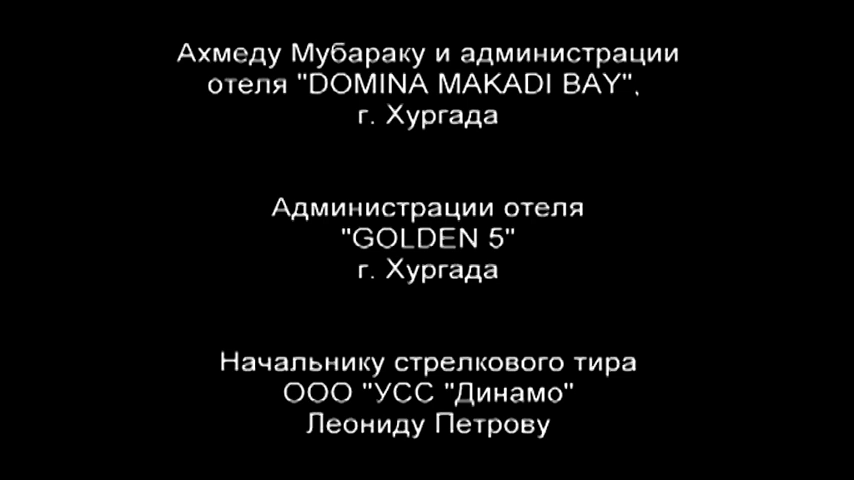 Ахмеду Мубараку и администрации
отеля "DOMINA MAKADI BAY",
г. Хургада
Администрации отеля
"GOLDEN 5"
г. Хургада
Начальнику стрелкового тира
ООО "УСС "Динамо"
Леониду Петрову